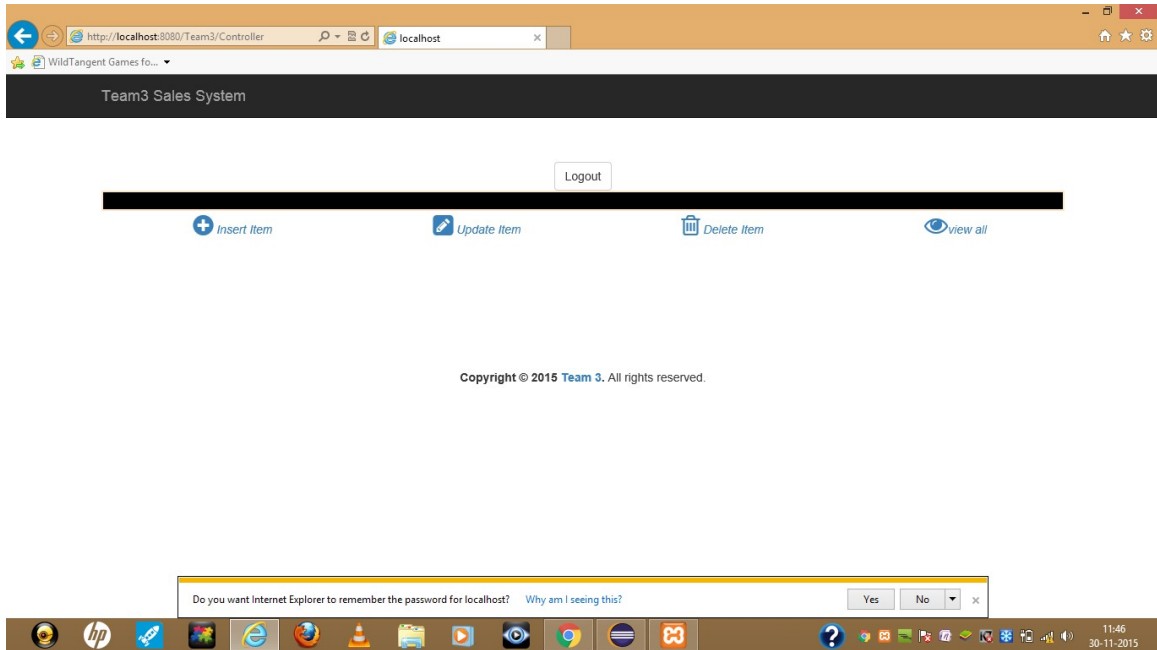 http://localhost:8080/Team3/Controller
localhost
WildTangent Games fo...
Team3 Sales System
Logout
Insert Item
Update Item
Delete Item
view all
Copyright © 2015 Team 3. All rights reserved.
Do you want Internet Explorer to remember the password for localhost? Why am I seeing this?
Yes
No
hp
11:46
30-11-2015